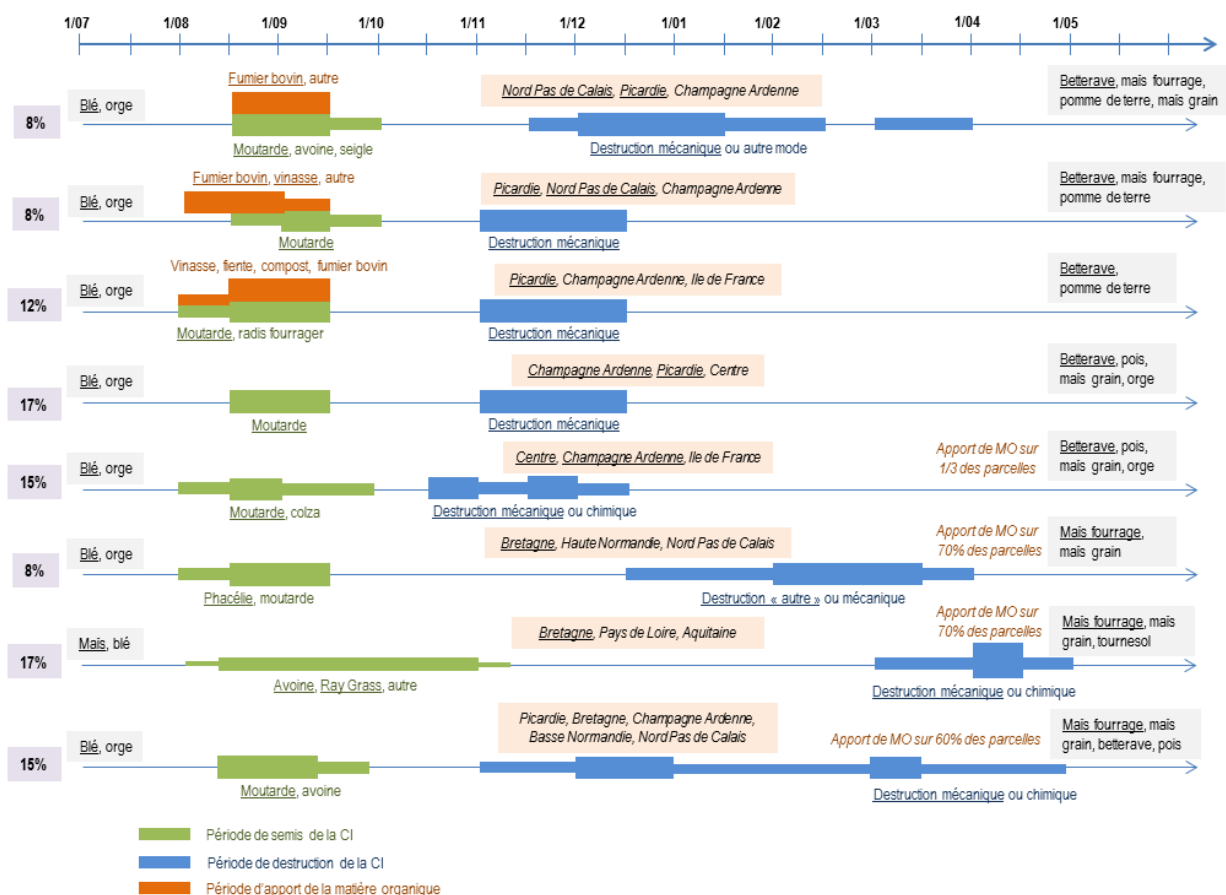 1/07 1/08 1/09 1/10 1/11 1/12 1/01 1/02 1/03 1/04 1/05
Fumier bovin, autre
Nord Pas de Calais, Picardie, Champagne Ardenne
Betterave, maïs fourrage,
pomme de terre, maïs grain
Blé, orge
8%
Moutarde, avoine, seigle
Destruction mécanique ou autre mode
Fumier bovin, vinasse, autre
Picardie, Nord Pas de Calais, Champagne Ardenne
Betterave, maïs fourrage,
pomme de terre
Blé, orge
8%
Moutarde
Destruction mécanique
Vinasse, fiente, compost, fumier bovin
Picardie, Champagne Ardenne, Ile de France
Betterave,
pomme de terre
Blé, orge
12%
Moutarde, radis fourrager
Destruction mécanique
Champagne Ardenne, Picardie, Centre
Betterave, pois,
maïs grain, orge
Blé, orge
17%
Moutarde
Destruction mécanique
Centre, Champagne Ardenne, Ile de France
Apport de MO sur
1/3 des parcelles
Betterave, pois,
maïs grain, orge
Blé, orge
15%
Moutarde, colza
Destruction mécanique ou chimique
Bretagne, Haute Normandie, Nord Pas de Calais
Apport de MO sur
70% des parcelles
Maïs fourrage,
maïs grain
Blé, orge
8%
Phacélie, moutarde
Destruction « autre » ou mécanique
Bretagne, Pays de Loire, Aquitaine
Apport de MO sur
70% des parcelles
Maïs fourrage, maïs
grain, tournesol
Maïs, blé
17%
Avoine, Ray Grass, autre
Destruction mécanique ou chimique
Picardie, Bretagne, Champagne Ardenne,
Basse Normandie, Nord Pas de Calais
Apport de MO sur 60% des parcelles
Maïs fourrage, maïs
grain, betterave, pois
Blé, orge
15%
Moutarde, avoine
Destruction mécanique ou chimique
Période de semis de la CI
Période de destruction de la CI
Période d'apport de la matière organique